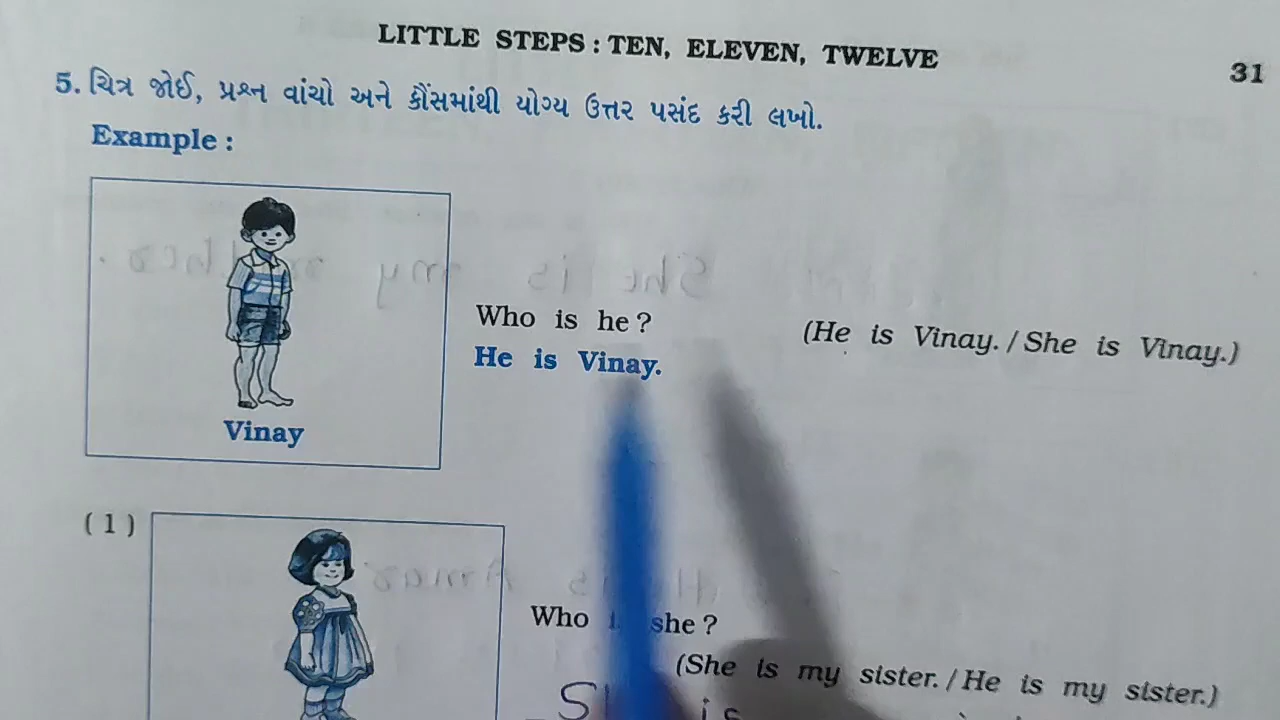 LITTLE STEPS : TEN, ELEVEN, TWELVE
31
5. ચિત્ર જોઈ, પ્રશ્ન વાંચો અને કૌંસમાંથી યોગ્ય ઉત્તર પસંદ કરી લખો.
Example :
Who is he ?
(He is Vinay. / She is Vinay.)
He is Vinay.
Vinay
(1)
Who she ?
(She is my sister. / He is my sister.)
is